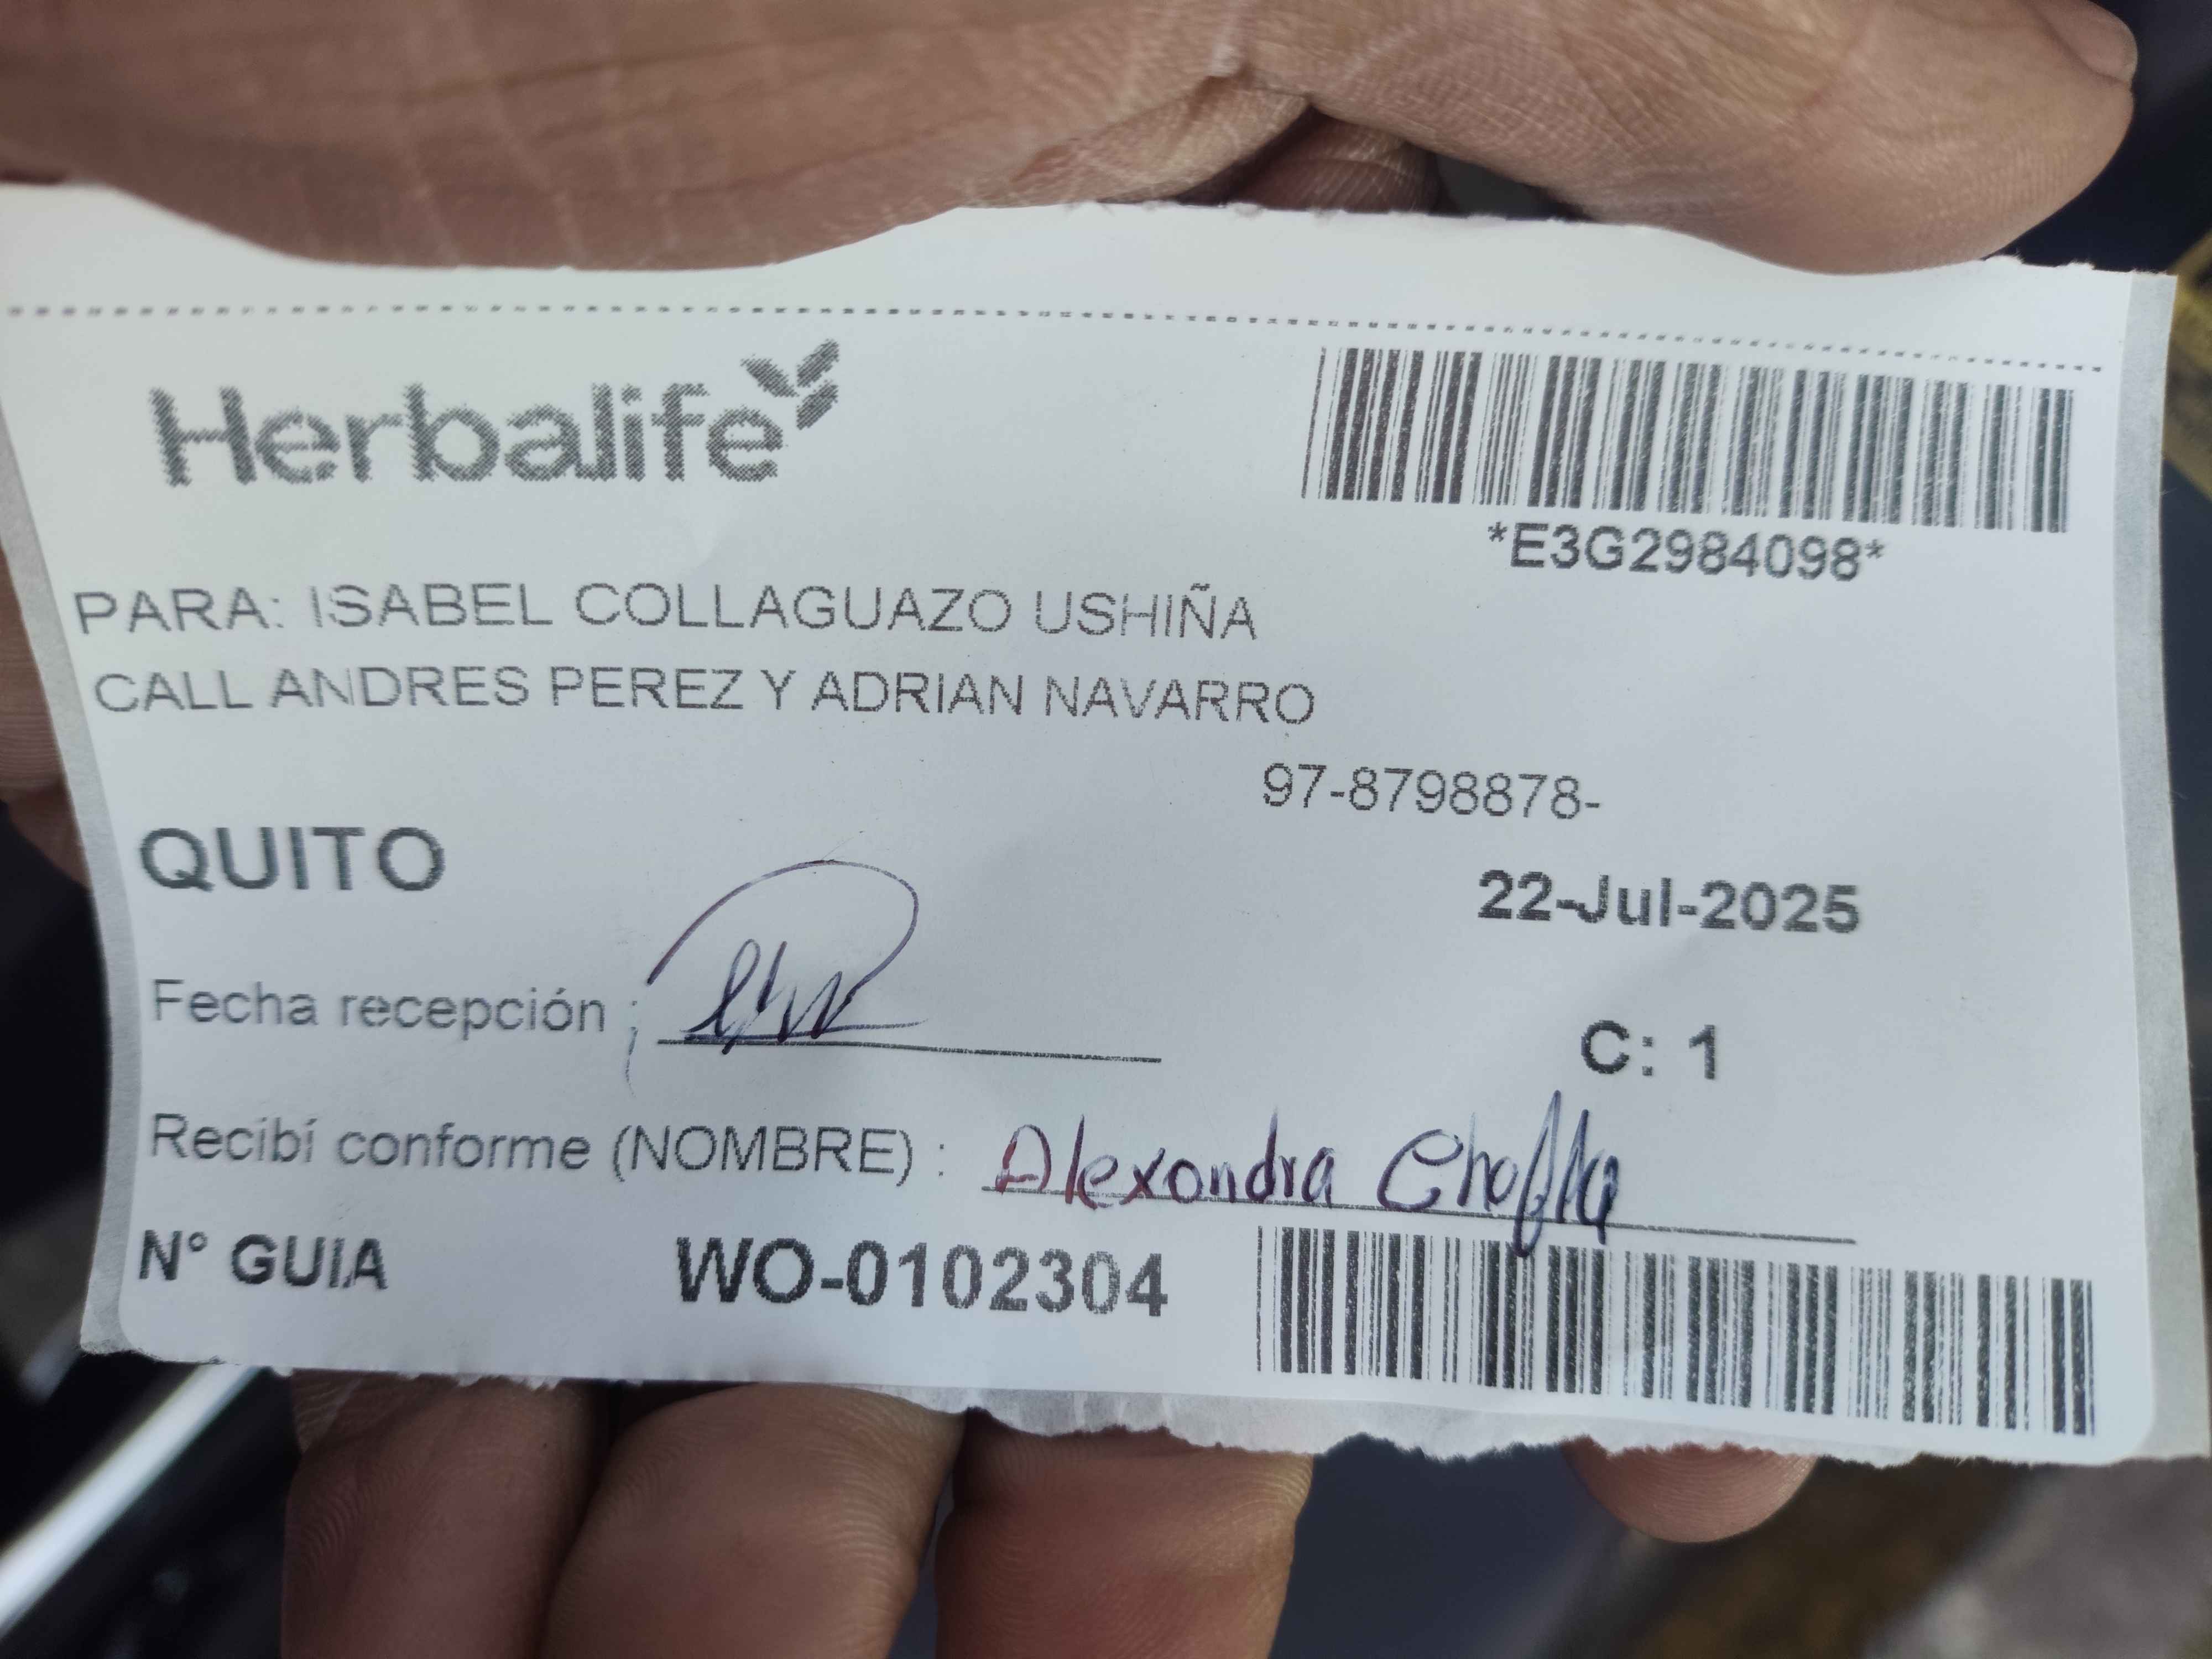 Herbalife
*E3G2984098*
PARA: ISABEL COLLAGUAZO USHIÑA
CALL ANDRES PEREZ Y ADRIAN NAVARRO
97-8798878-
QUITO
22-Jul-2025
Fecha recepción :
C: 1
Recibí conforme (NOMBRE) : Alexandra
N° GUIA WO-0102304